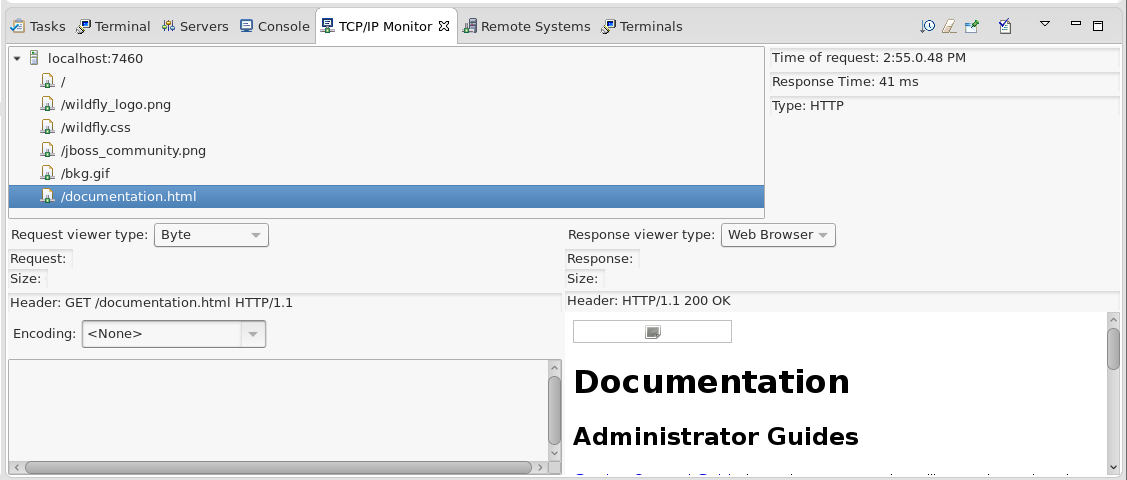 Tasks Terminal Servers Console TCP/IP Monitor Remote Systems Terminals
localhost:7460
/
/wildfly_logo.png
/wildfly.css
/jboss_community.png
/bkg.gif
/documentation.html
Time of request: 2:55.0.48 PM
Response Time: 41 ms
Type: HTTP
Request viewer type: Byte
Request:
Size:
Header: GET /documentation.html HTTP/1.1
Encoding: <None>
Response viewer type: Web Browser
Response:
Size:
Header: HTTP/1.1 200 OK
Documentation
Administrator Guides